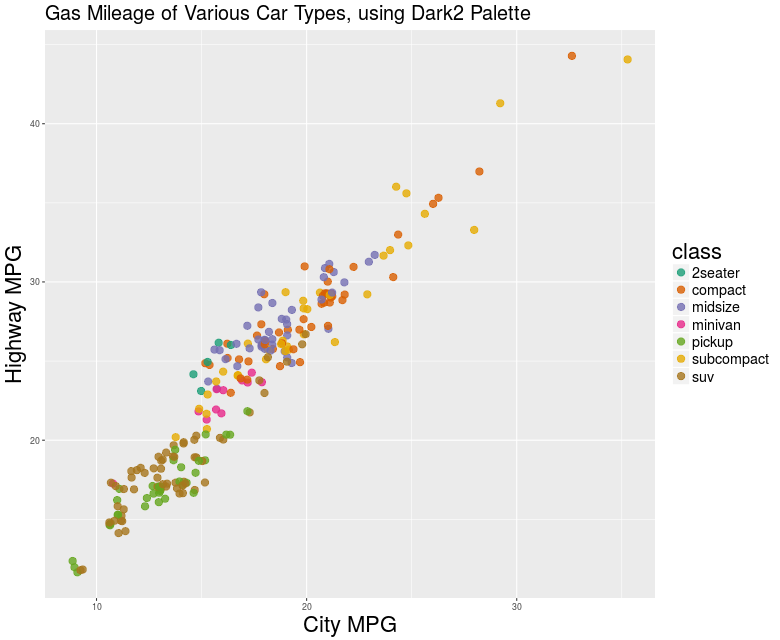 Gas Mileage of Various Car Types, using Dark2 Palette
Highway MPG
40
30
20
10
20
30
City MPG
class
2seater
compact
midsize
minivan
pickup
subcompact
suv